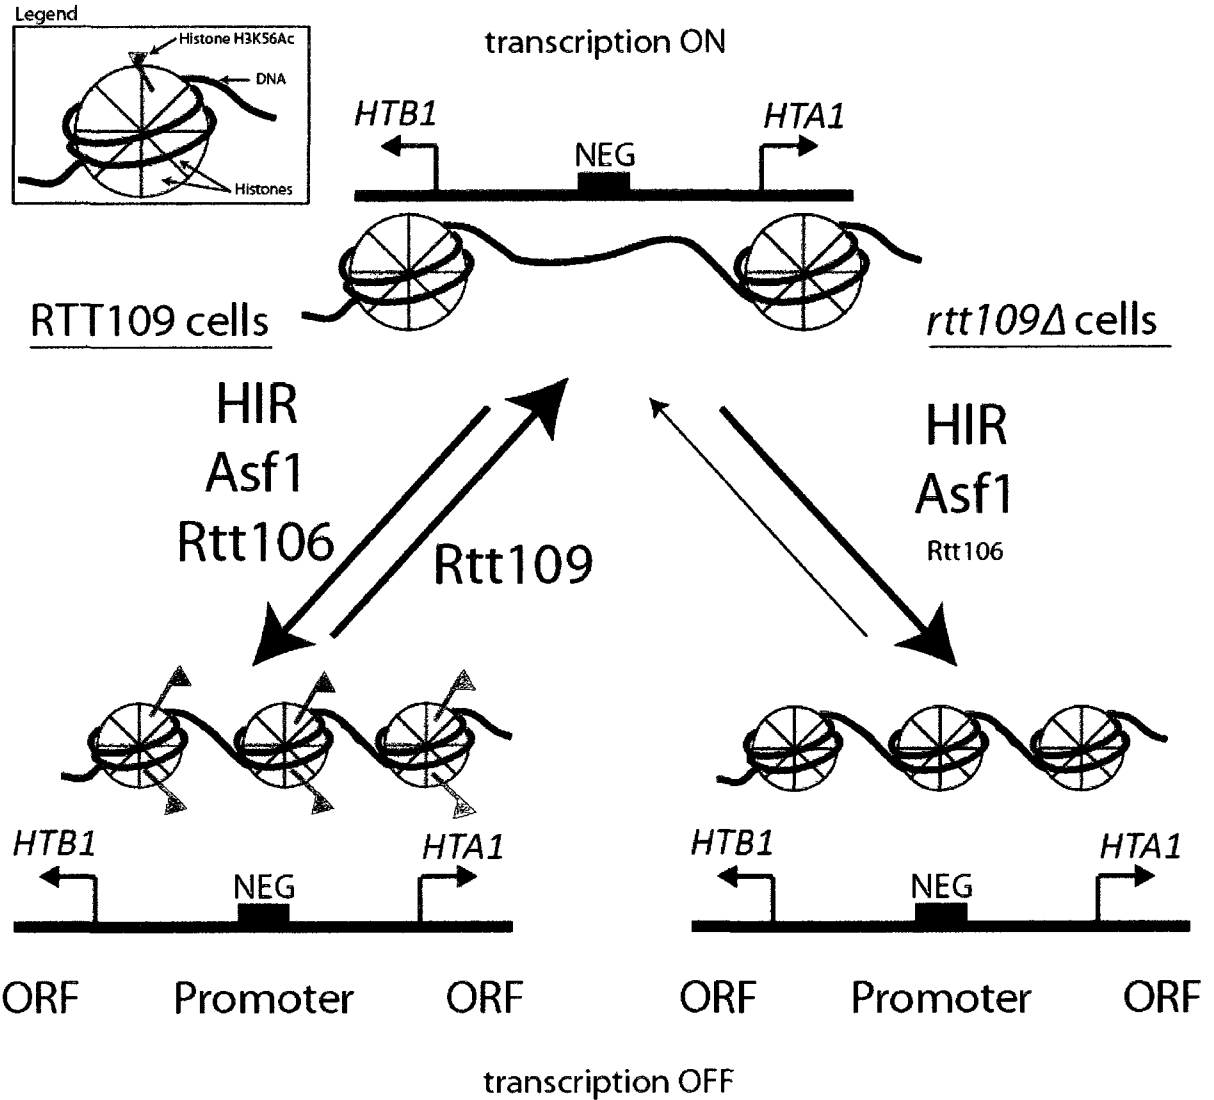 Legend
Histone H3K56Ac
DNA
Histones
transcription ON
HTB1
HTA1
NEG
RTT109 cells
rtt109Δ cells
HIR
Asf1
Rtt106
Rtt109
HIR
Asf1
Rtt106
HTB1
HTA1
NEG
HTB1
HTA1
NEG
ORF Promoter ORF
ORF Promoter ORF
transcription OFF